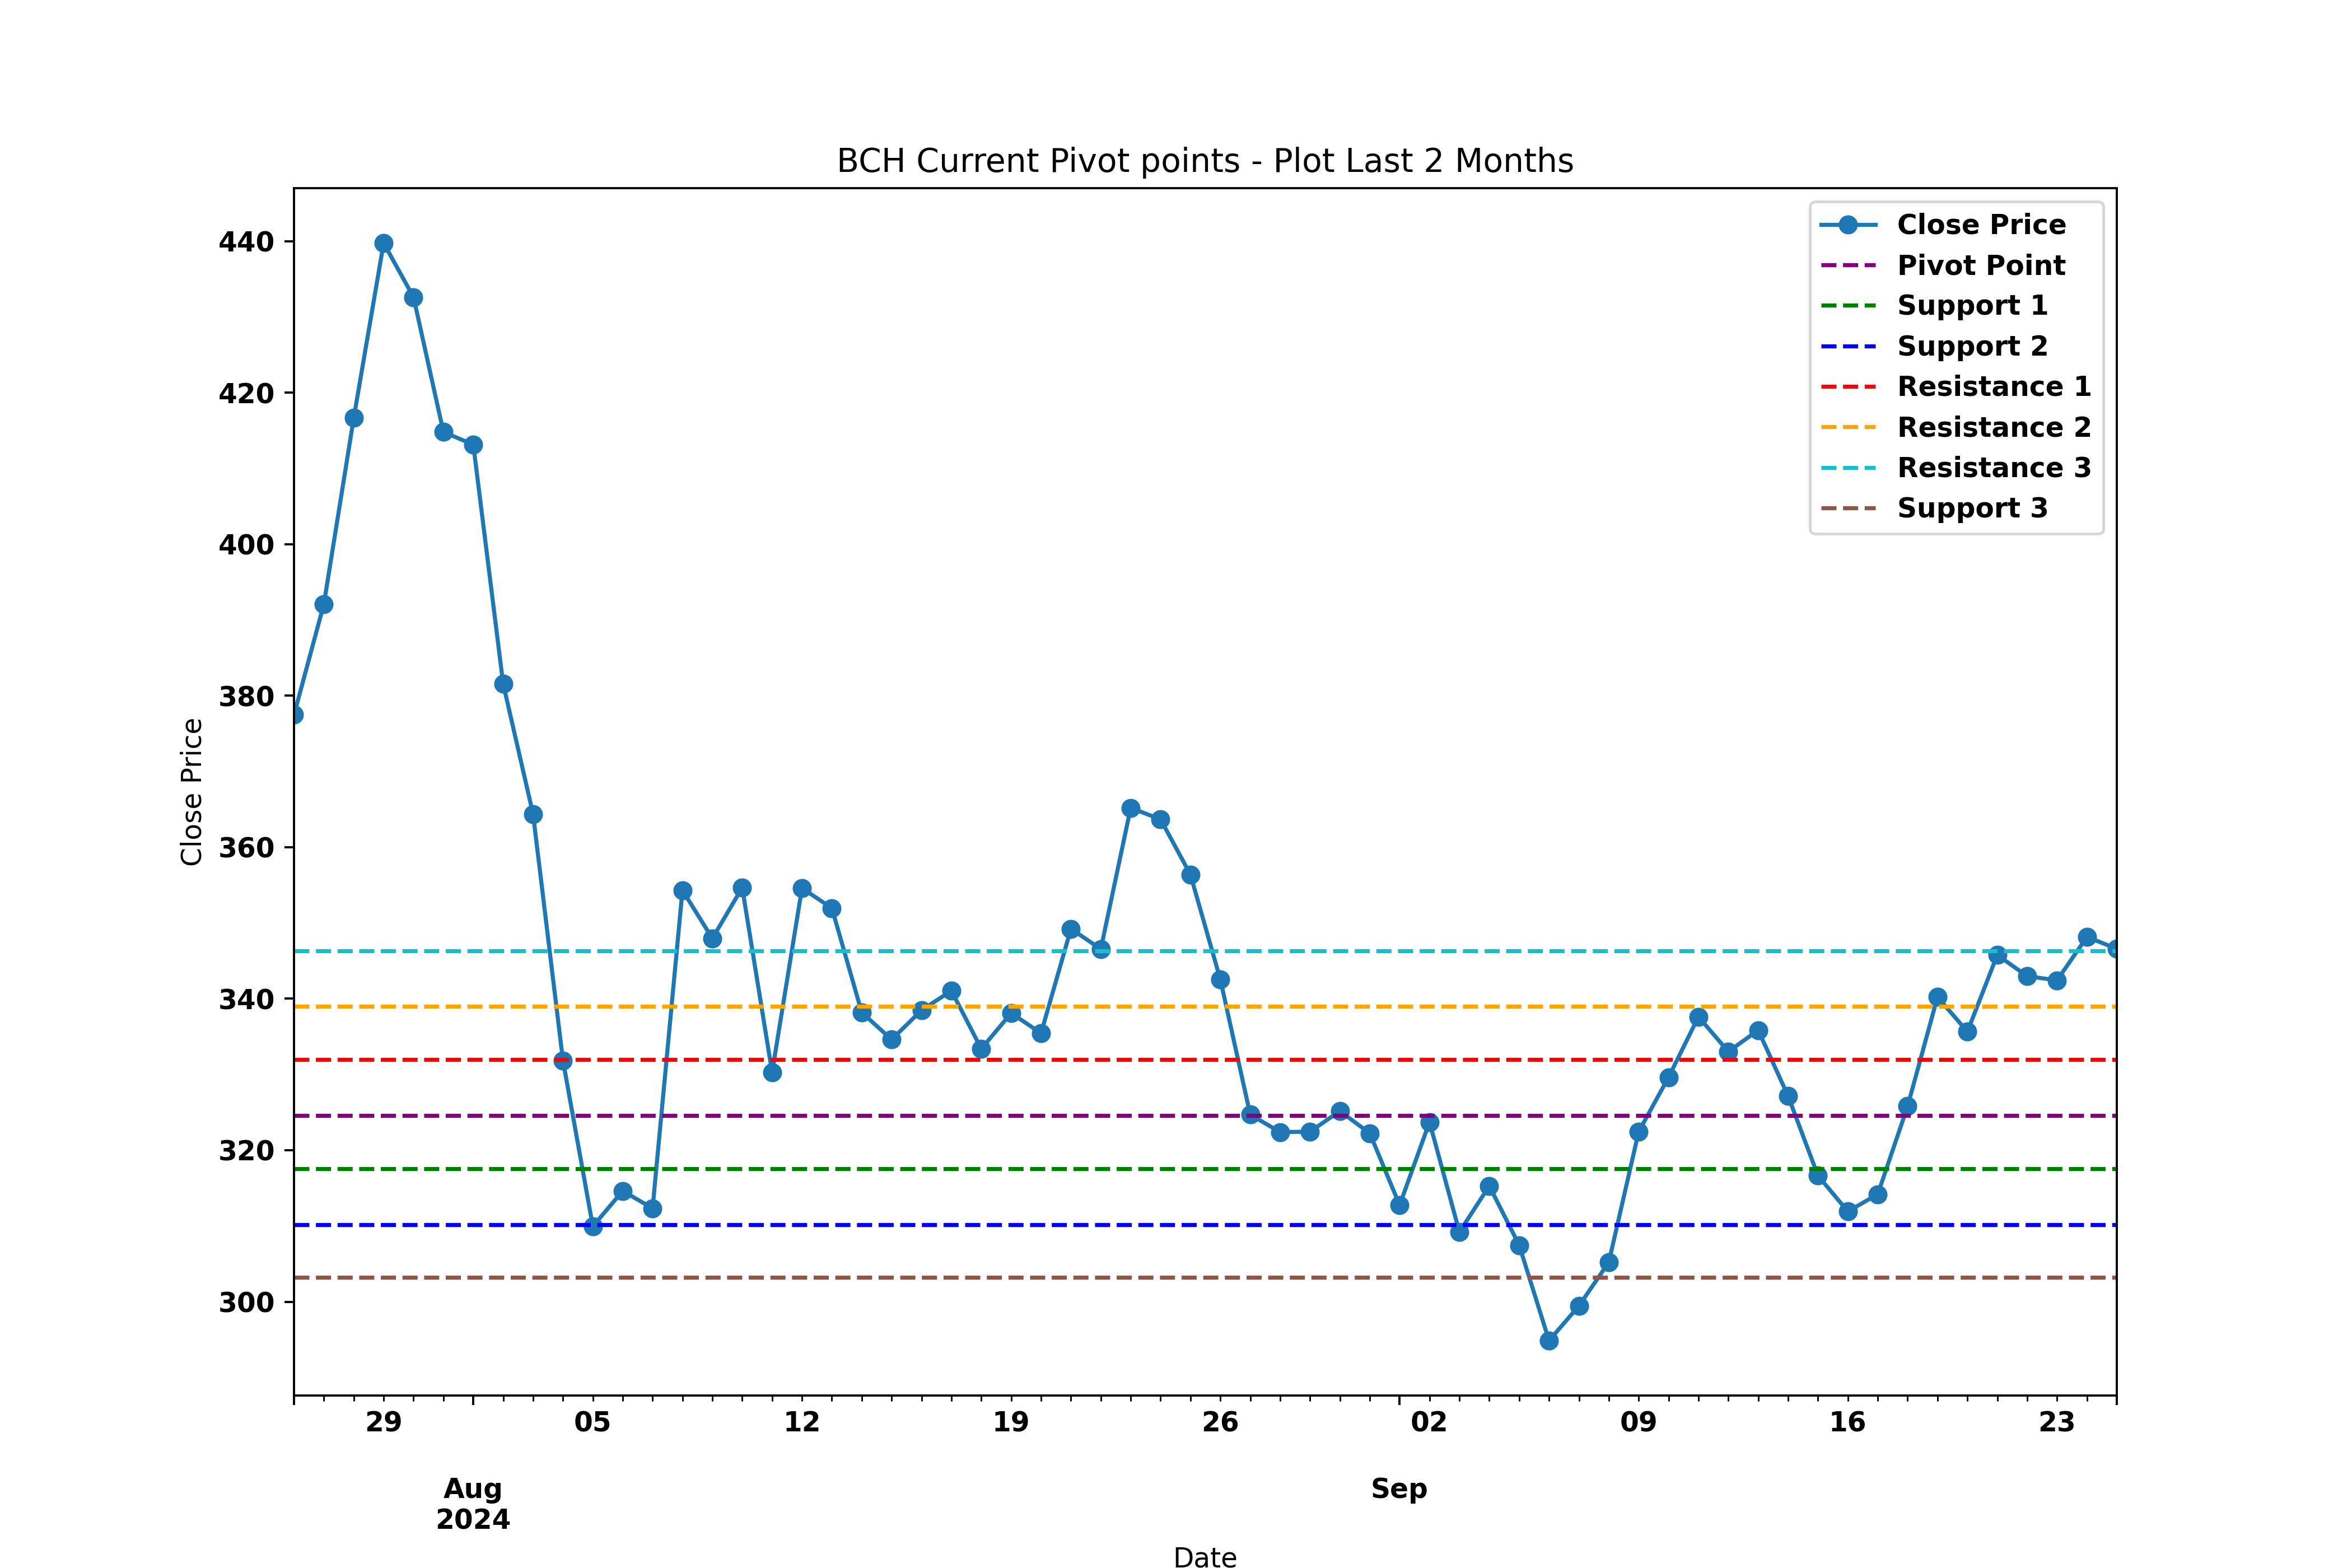 BCH Current Pivot points - Plot Last 2 Months
Close Price
Pivot Point
Support 1
Support 2
Resistance 1
Resistance 2
Resistance 3
Support 3
Close Price
440
420
400
380
360
340
320
300
29
05
12
19
26
02
09
16
23
Aug
2024
Sep
Date